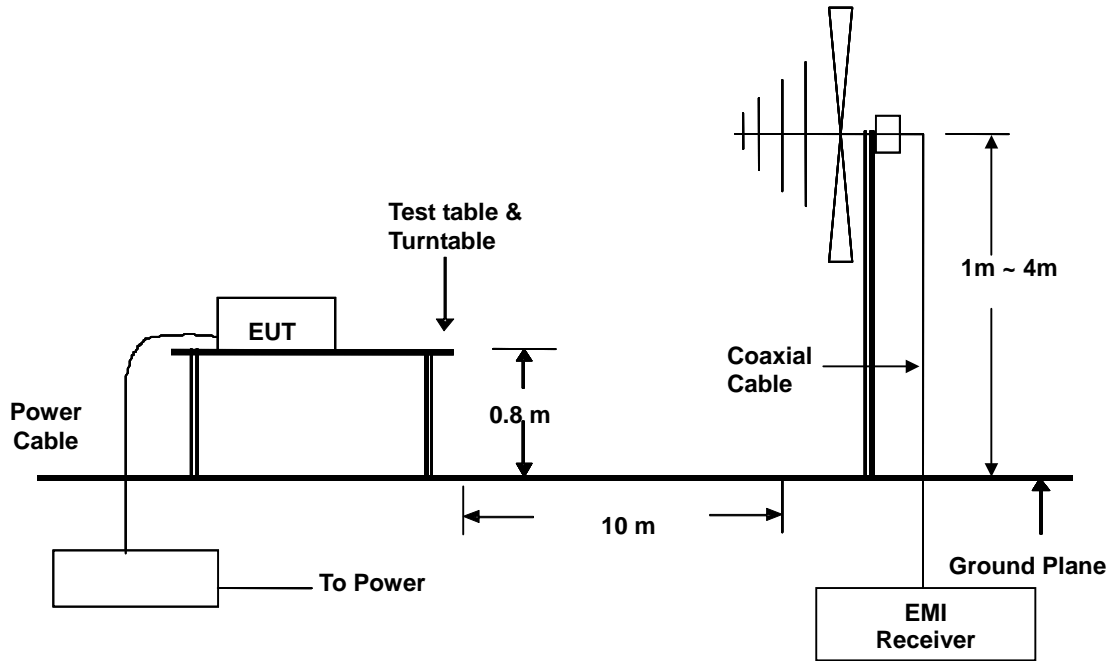 Test table &
Turntable
EUT
1m ~ 4m
Coaxial
Cable
0.8 m
Power
Cable
10 m
To Power
Ground Plane
EMI
Receiver